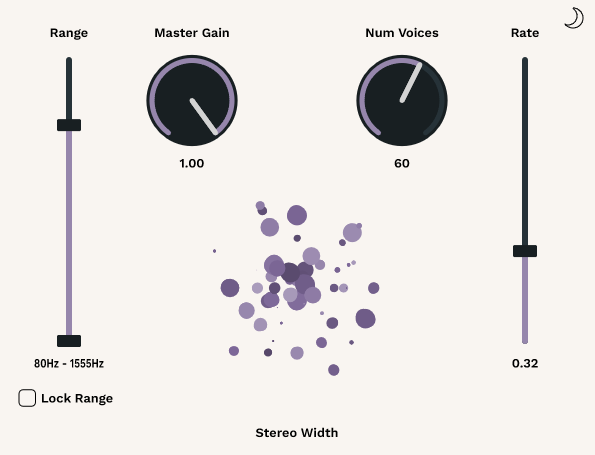 Range
Master Gain
Num Voices
Rate
1.00
60
80Hz - 1555Hz
0.32
Lock Range
Stereo Width